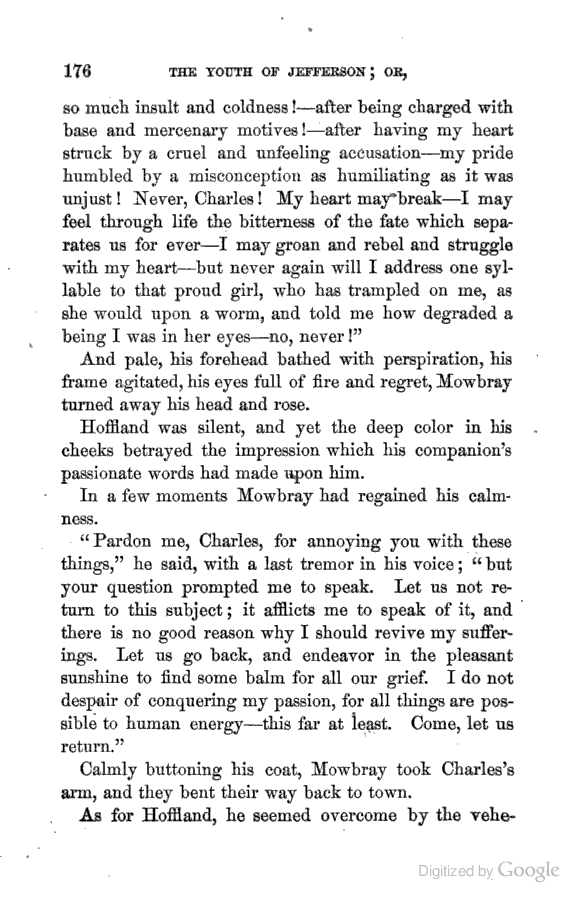 176 THE YOUTH OF JEFFERSON; OR,
so much insult and coldness!—after being charged with
base and mercenary motives!—after having my heart
struck by a cruel and unfeeling accusation—my pride
humbled by a misconception as humiliating as it was
unjust! Never, Charles! My heart may break—I may
feel through life the bitterness of the fate which sepa-
rates us for ever—I may groan and rebel and struggle
with my heart—but never again will I address one syl-
lable to that proud girl, who has trampled on me, as
she would upon a worm, and told me how degraded a
being I was in her eyes—no, never!”
And pale, his forehead bathed with perspiration, his
frame agitated, his eyes full of fire and regret, Mowbray
turned away his head and rose.
Hoffland was silent, and yet the deep color in his
cheeks betrayed the impression which his companion’s
passionate words had made upon him.
In a few moments Mowbray had regained his calm-
ness.
“Pardon me, Charles, for annoying you with these
things,” he said, with a last tremor in his voice; “but
your question prompted me to speak. Let us not re-
turn to this subject; it afflicts me to speak of it, and
there is no good reason why I should revive my suffer-
ings. Let us go back, and endeavor in the pleasant
sunshine to find some balm for all our grief. I do not
despair of conquering my passion, for all things are pos-
sible to human energy—this far at least. Come, let us
return.”
Calmly buttoning his coat, Mowbray took Charles’s
arm, and they bent their way back to town.
As for Hoffland, he seemed overcome by the vehe-
Digitized by Google